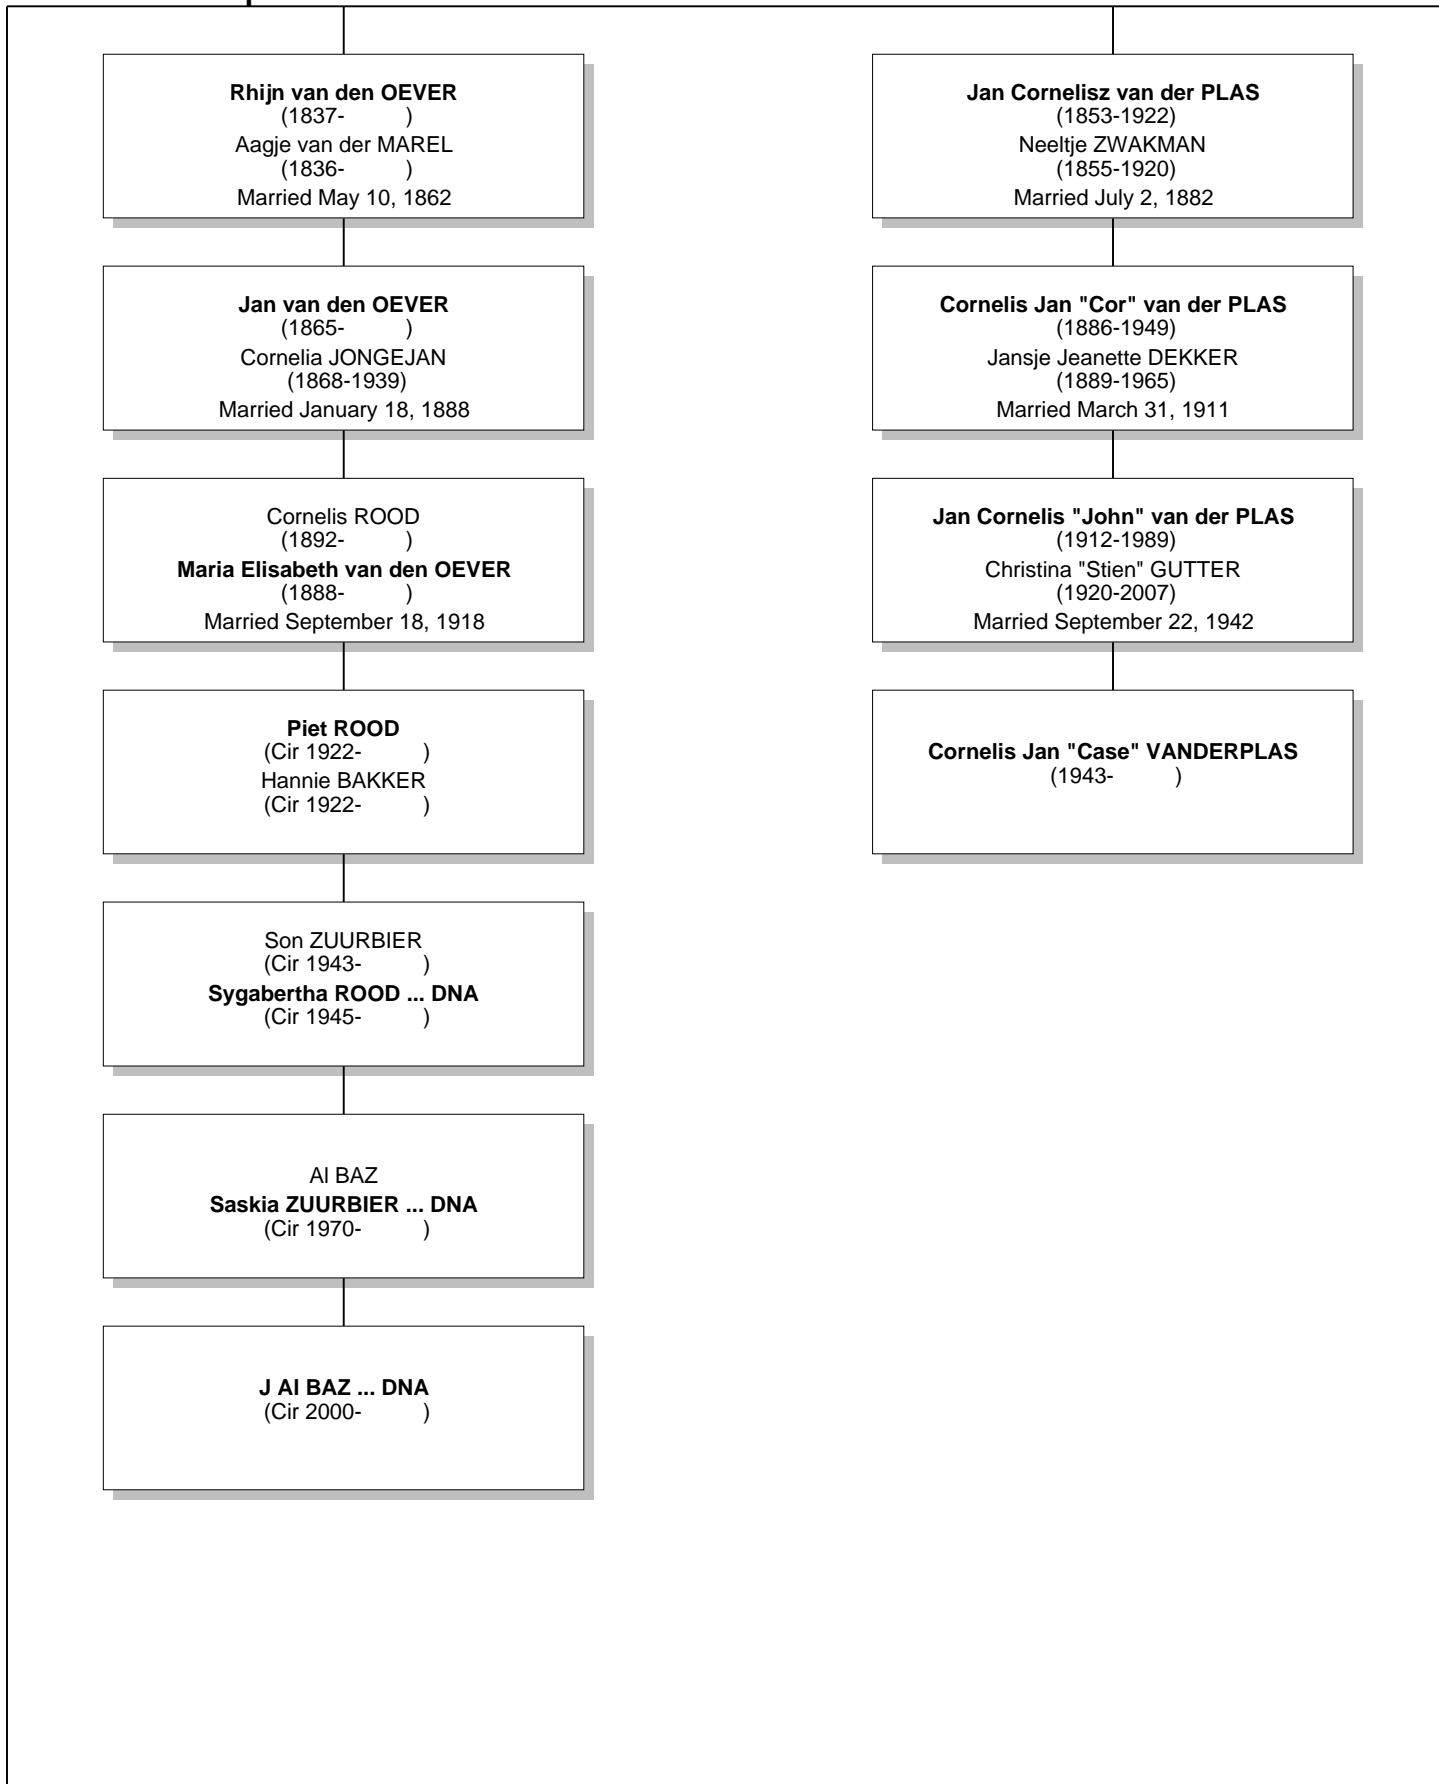 Rhijn van den OEVER
(1837- )
Aagje van der MAREL
(1836- )
Married May 10, 1862
Jan van den OEVER
(1865- )
Cornelia JONGEJAN
(1868-1939)
Married January 18, 1888
Cornelis ROOD
(1892- )
Maria Elisabeth van den OEVER
(1888- )
Married September 18, 1918
Piet ROOD
(Cir 1922- )
Hannie BAKKER
(Cir 1922- )
Son ZUURBIER
(Cir 1943- )
Sygabertha ROOD ... DNA
(Cir 1945- )
Al BAZ
Saskia ZUURBIER ... DNA
(Cir 1970- )
J Al BAZ ... DNA
(Cir 2000- )
Jan Cornelisz van der PLAS
(1853-1922)
Neeltje ZWAKMAN
(1855-1920)
Married July 2, 1882
Cornelis Jan "Cor" van der PLAS
(1886-1949)
Jansje Jeanette DEKKER
(1889-1965)
Married March 31, 1911
Jan Cornelis "John" van der PLAS
(1912-1989)
Christina "Stien" GUTTER
(1920-2007)
Married September 22, 1942
Cornelis Jan "Case" VANDERPLAS
(1943- )